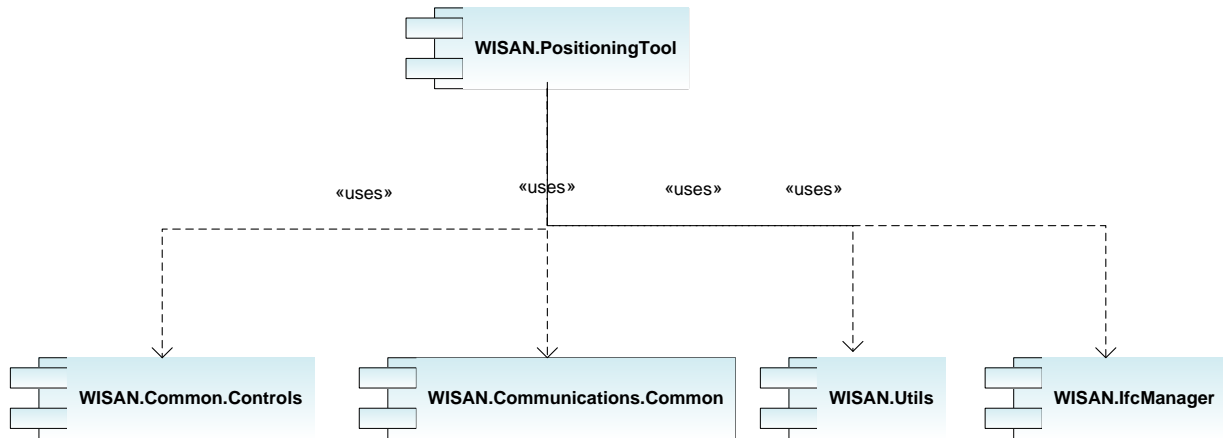 WISAN.PositioningTool
«uses» «uses» «uses» «uses»
WISAN.Common.Controls WISAN.Communications.Common WISAN.Utils WISAN.IfcManager